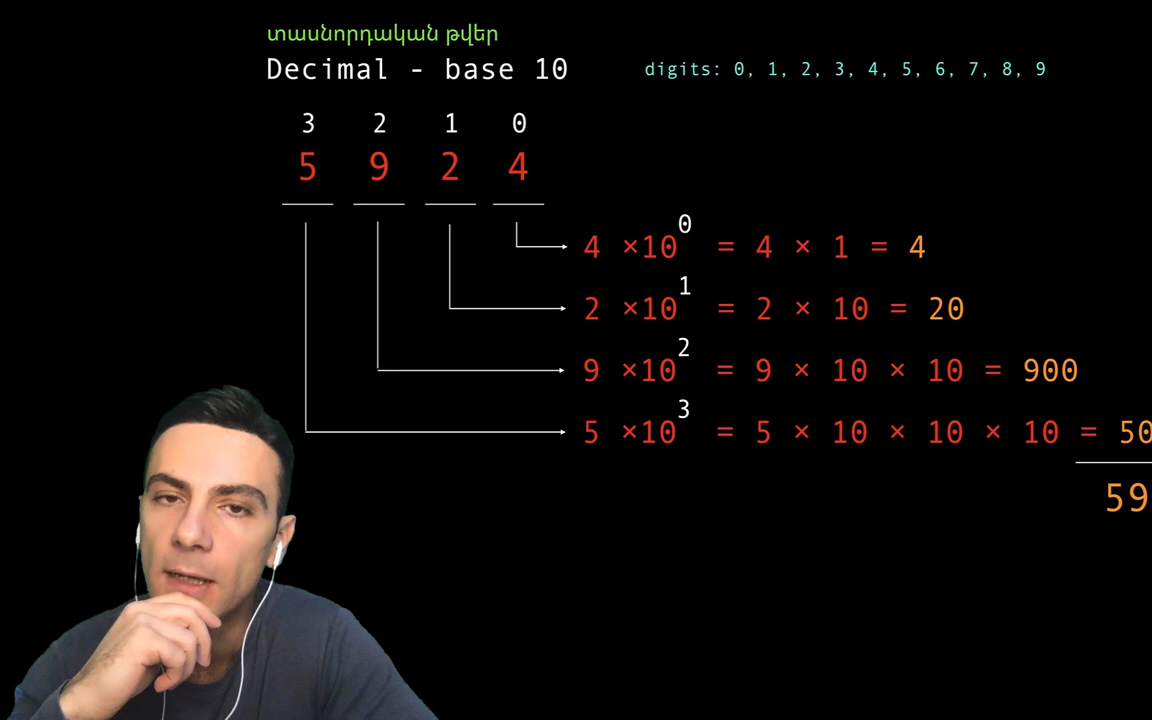 տասնորդական թվեր
Decimal - base 10
digits: 0, 1, 2, 3, 4, 5, 6, 7, 8, 9
3 2 1 0
5 9 2 4
4 ×10⁰ = 4 × 1 = 4
2 ×10¹ = 2 × 10 = 20
9 ×10² = 9 × 10 × 10 = 900
5 ×10³ = 5 × 10 × 10 × 10 = 50
59